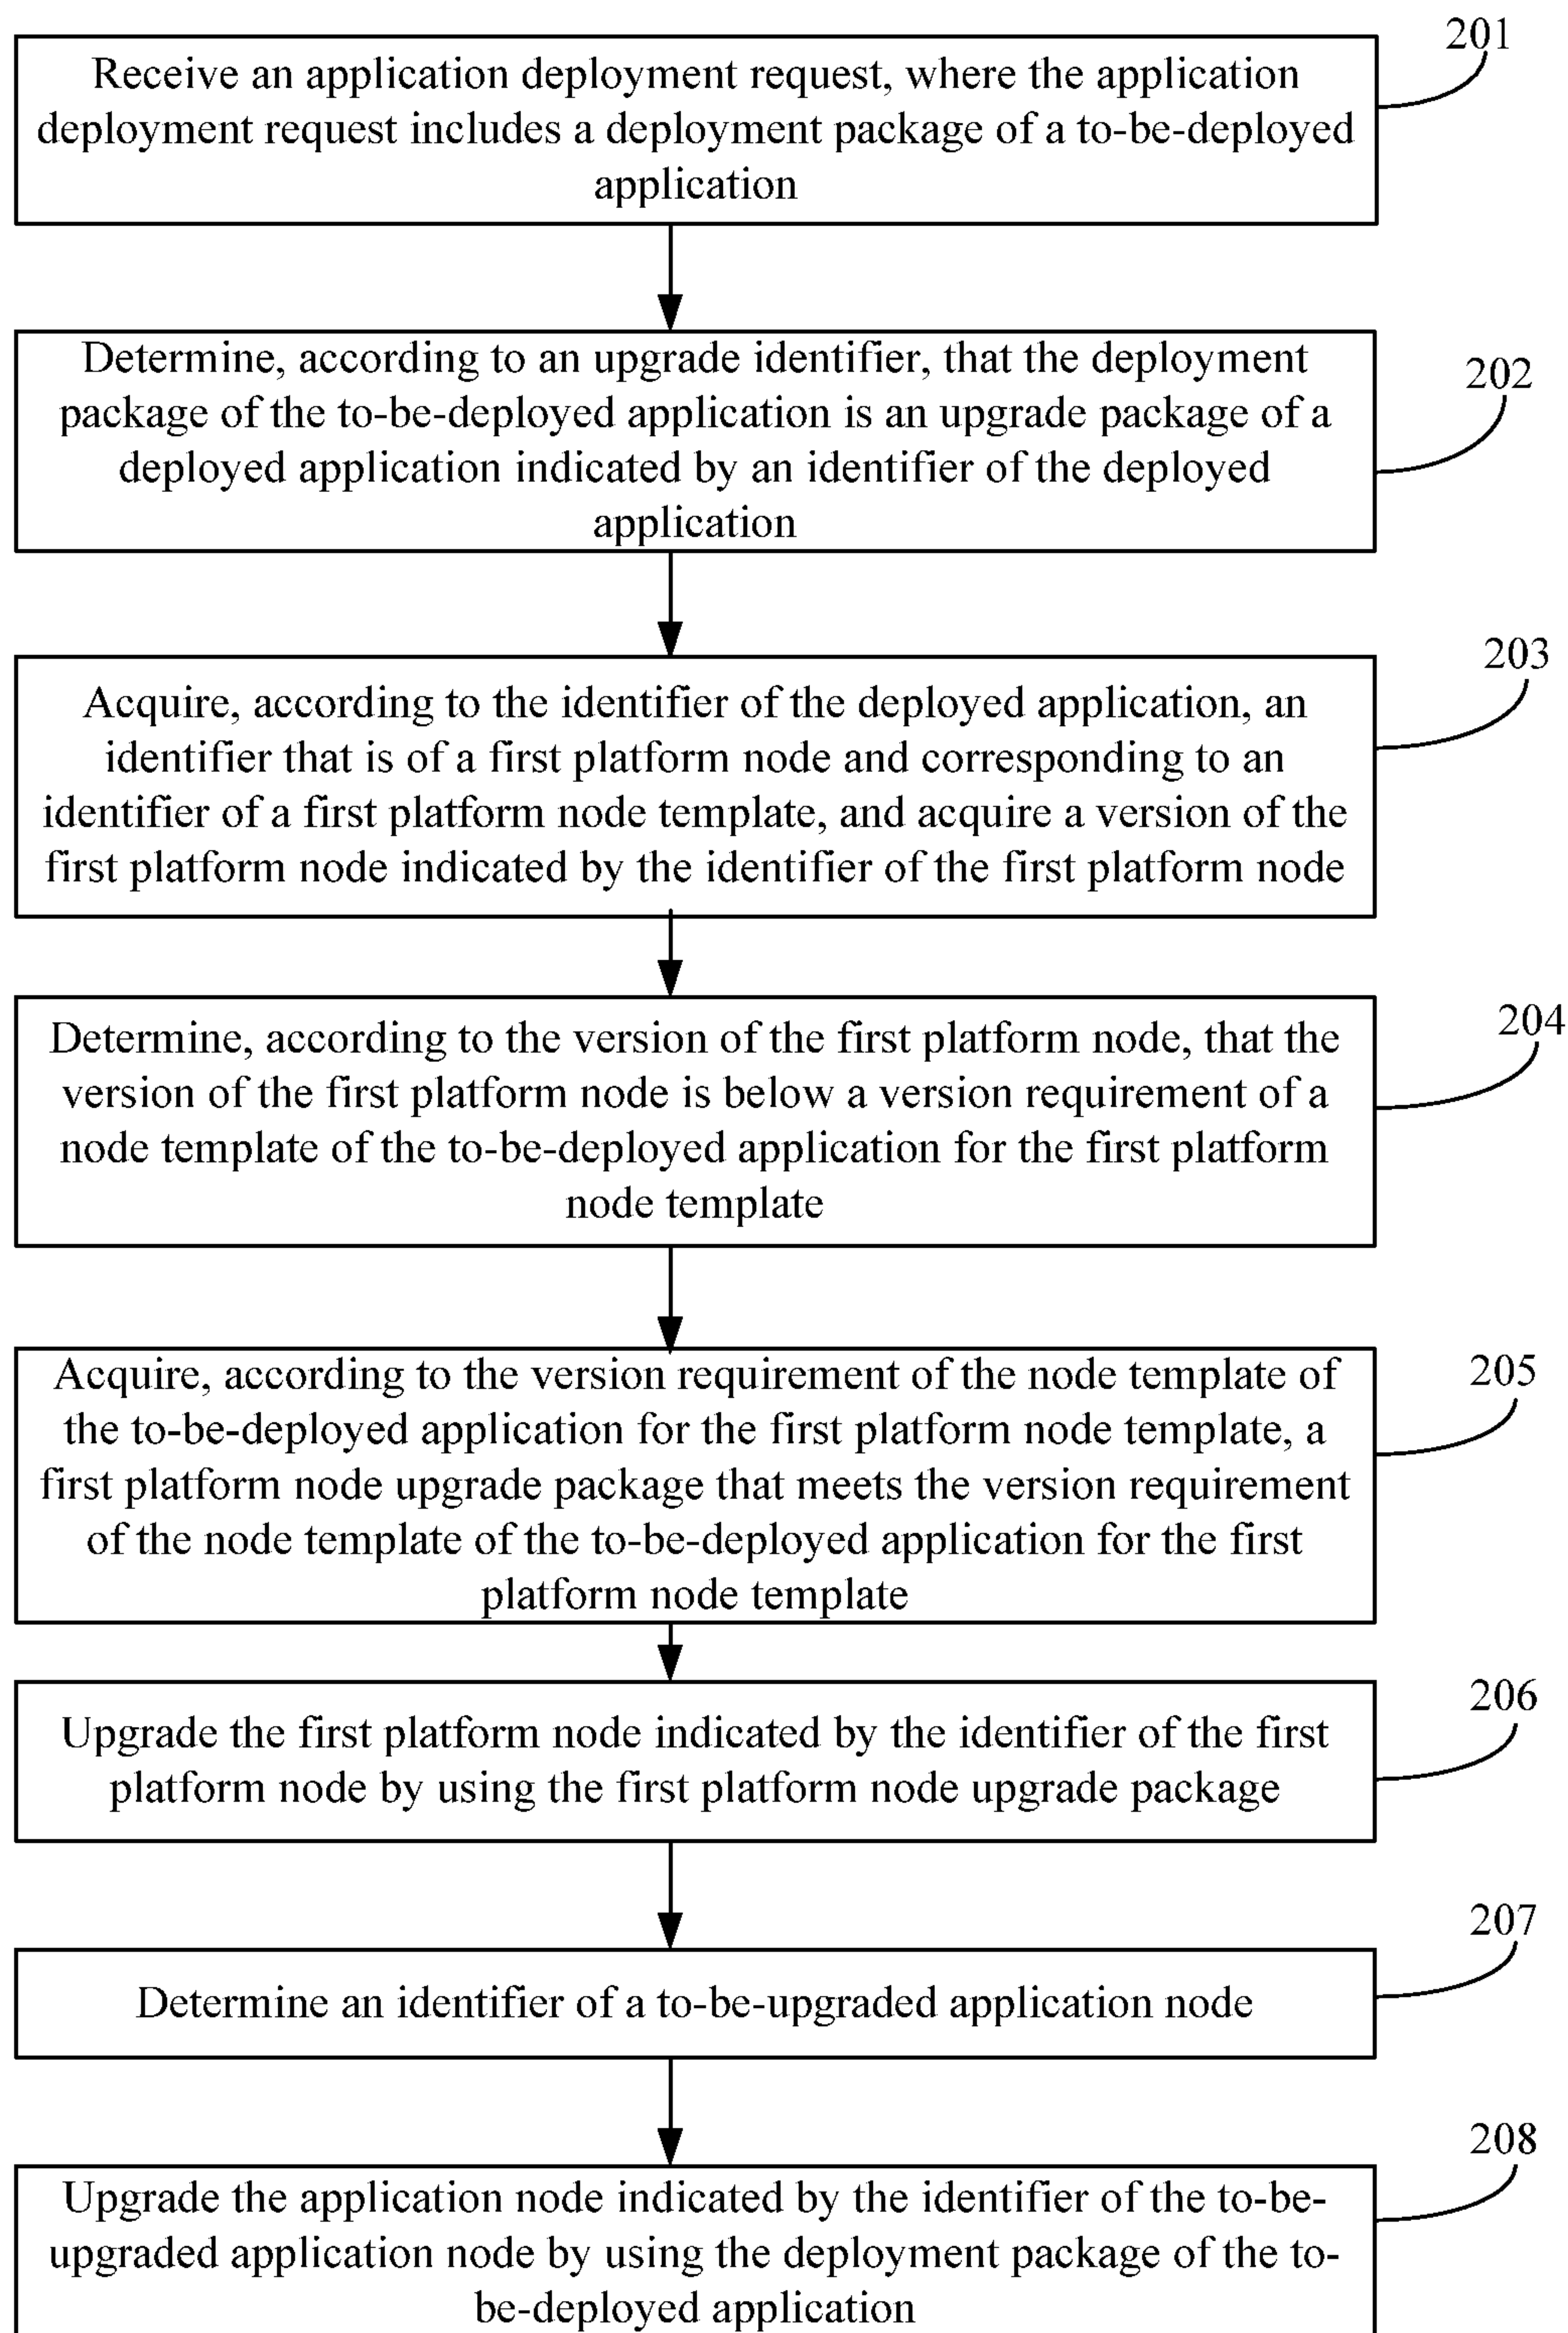 201
Receive an application deployment request, where the application
deployment request includes a deployment package of a to-be-deployed
application
202
Determine, according to an upgrade identifier, that the deployment
package of the to-be-deployed application is an upgrade package of a
deployed application indicated by an identifier of the deployed
application
203
Acquire, according to the identifier of the deployed application, an
identifier that is of a first platform node and corresponding to an
identifier of a first platform node template, and acquire a version of the
first platform node indicated by the identifier of the first platform node
204
Determine, according to the version of the first platform node, that the
version of the first platform node is below a version requirement of a
node template of the to-be-deployed application for the first platform
node template
205
Acquire, according to the version requirement of the node template of
the to-be-deployed application for the first platform node template, a
first platform node upgrade package that meets the version requirement
of the node template of the to-be-deployed application for the first
platform node template
206
Upgrade the first platform node indicated by the identifier of the first
platform node by using the first platform node upgrade package
207
Determine an identifier of a to-be-upgraded application node
208
Upgrade the application node indicated by the identifier of the to-be-
upgraded application node by using the deployment package of the to-
be-deployed application